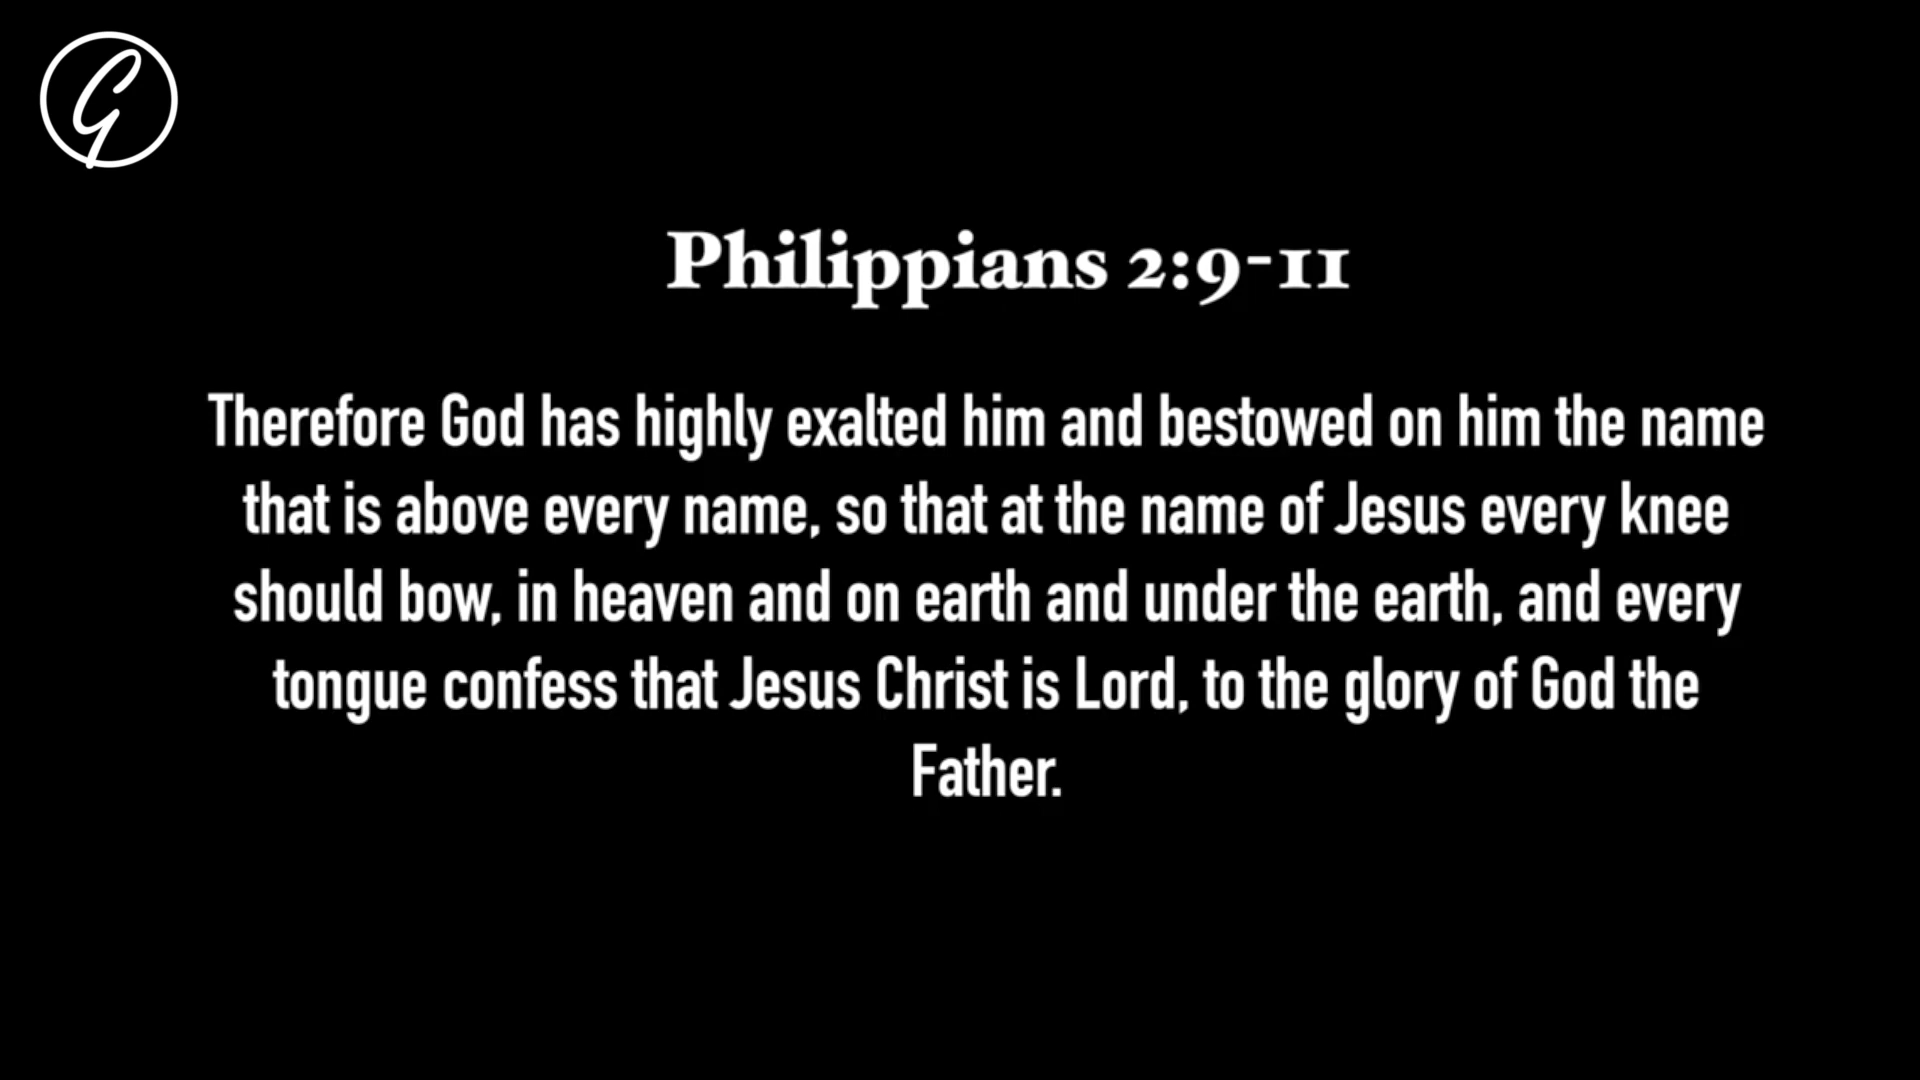 G
Philippians 2:9-11
Therefore God has highly exalted him and bestowed on him the name
that is above every name, so that at the name of Jesus every knee
should bow, in heaven and on earth and under the earth, and every
tongue confess that Jesus Christ is Lord, to the glory of God the
Father.